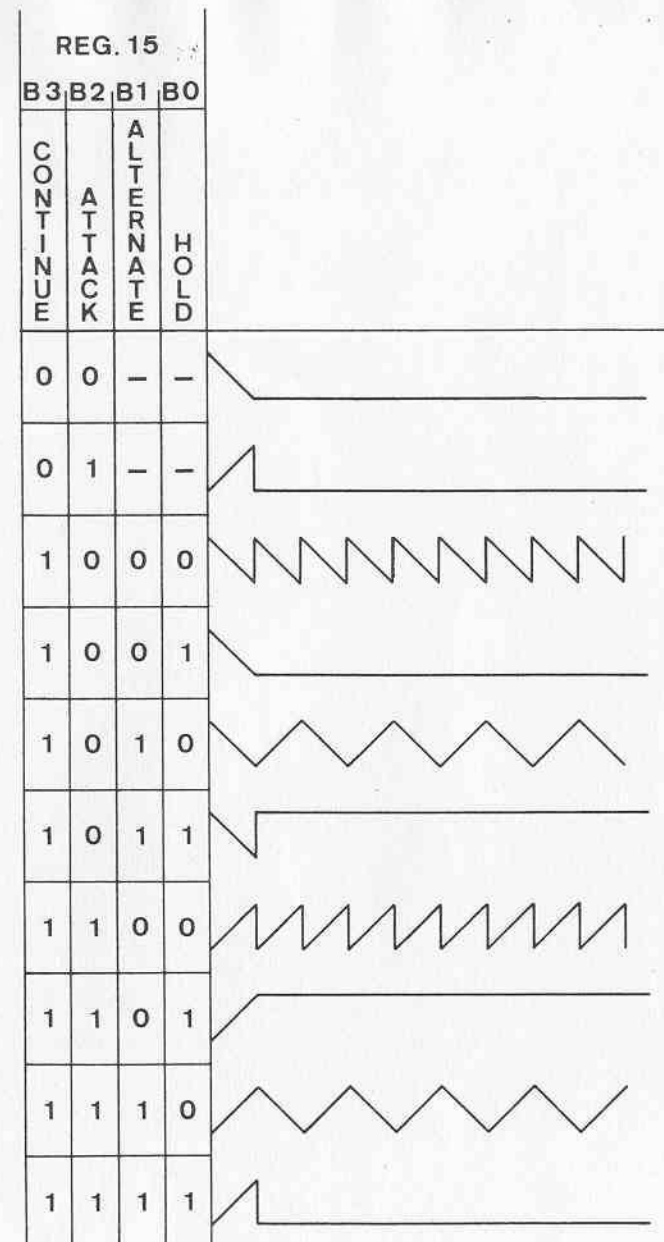 REG. 15
B3 B2 B1 B0
CONTINUE ATTACK ALTERNATE HOLD
0 0 – –
0 1 – –
1 0 0 0
1 0 0 1
1 0 1 0
1 0 1 1
1 1 0 0
1 1 0 1
1 1 1 0
1 1 1 1